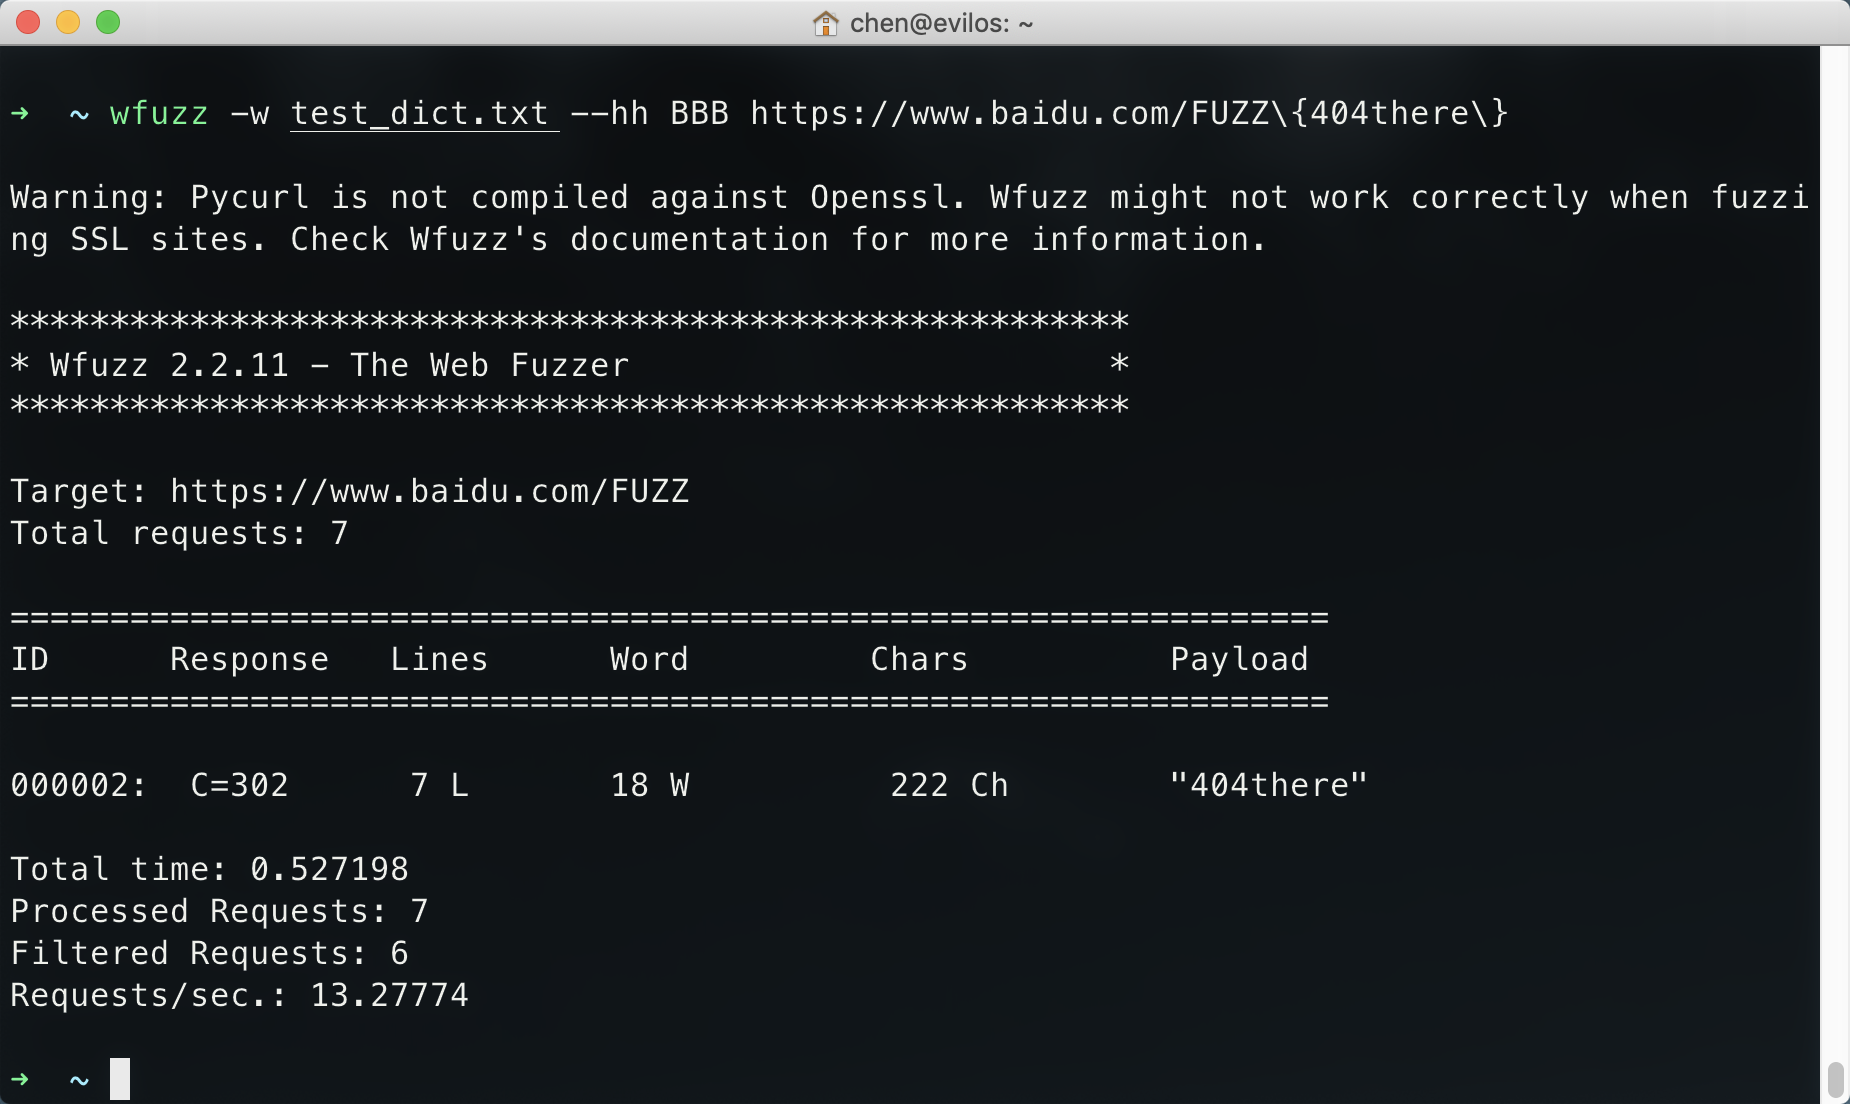 chen@evilos: ~
➜  ~ wfuzz -w test_dict.txt --hh BBB https://www.baidu.com/FUZZ\{404there\}
Warning: Pycurl is not compiled against Openssl. Wfuzz might not work correctly when fuzzi
ng SSL sites. Check Wfuzz's documentation for more information.
********************************************************
* Wfuzz 2.2.11 - The Web Fuzzer                        *
********************************************************
Target: https://www.baidu.com/FUZZ
Total requests: 7
==================================================================
ID      Response   Lines      Word         Chars          Payload
==================================================================
000002:  C=302      7 L       18 W          222 Ch        "404there"
Total time: 0.527198
Processed Requests: 7
Filtered Requests: 6
Requests/sec.: 13.27774
➜  ~